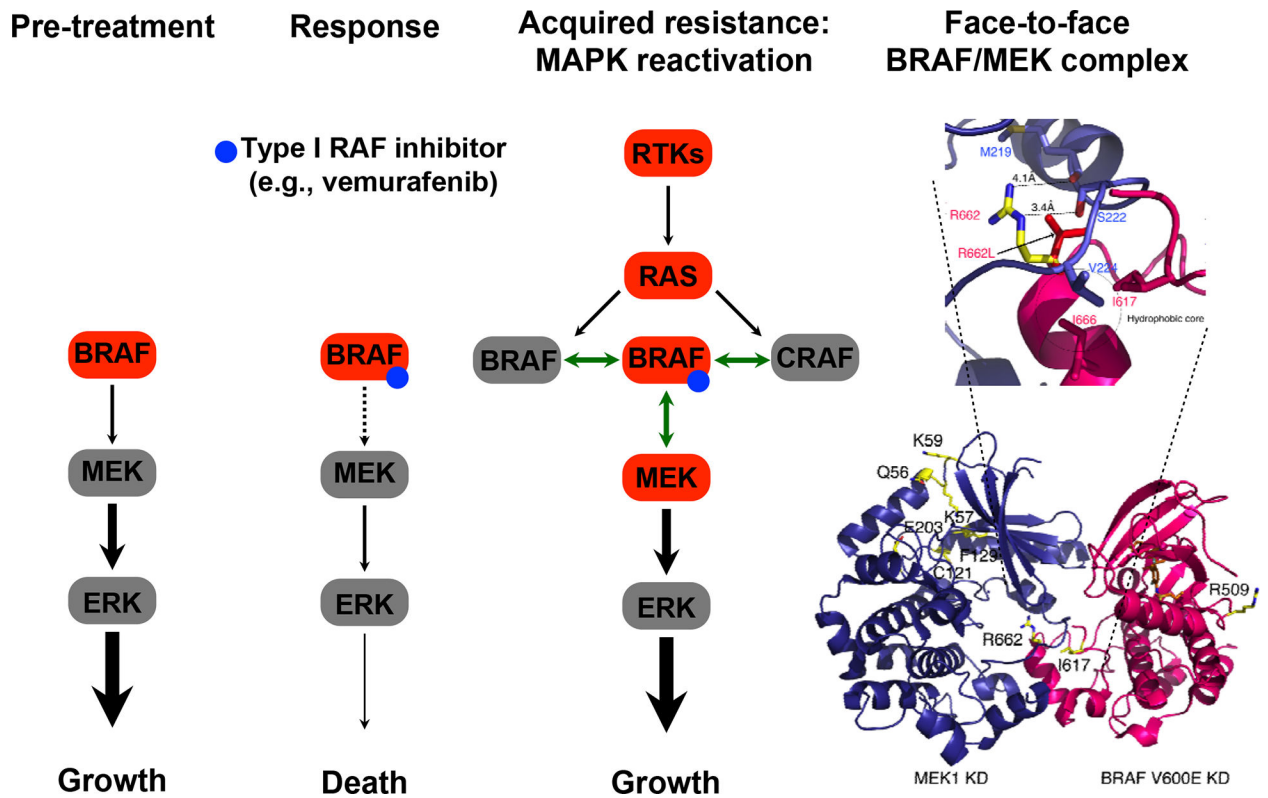 Pre-treatment
Response
Acquired resistance:
MAPK reactivation
Face-to-face
BRAF/MEK complex
Type I RAF inhibitor
(e.g., vemurafenib)
BRAF
MEK
ERK
Growth
BRAF
MEK
ERK
Death
RTKs
RAS
BRAF
BRAF
CRAF
MEK
ERK
Growth
M219
4.1Å
3.4Å
R662
S222
R662L
V224
I617
I666
Hydrophobic core
K59
Q56
K57
E203
F129
C121
R509
R662
I617
MEK1 KD
BRAF V600E KD